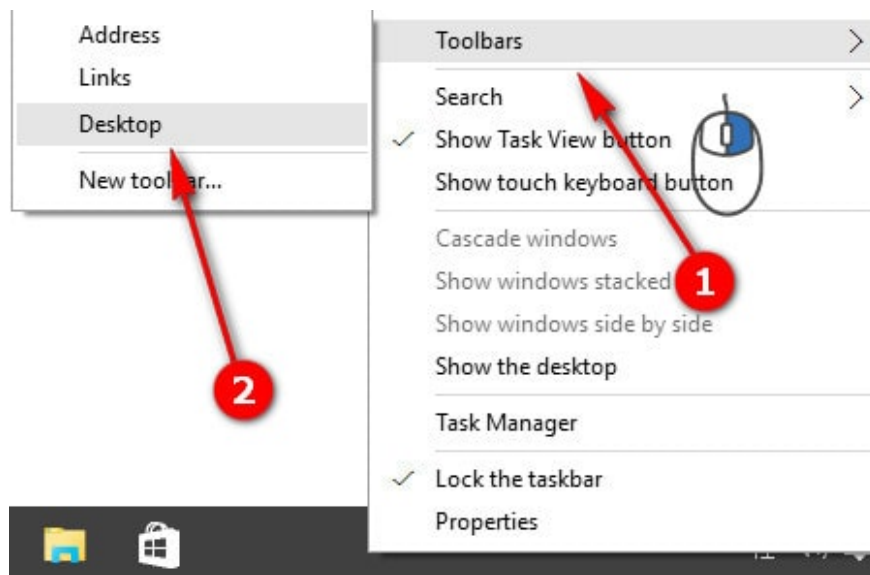 Address
Links
Desktop
New toolbar...
Toolbars
Search
Show Task View button
Show touch keyboard button
Cascade windows
Show windows stacked
Show windows side by side
Show the desktop
Task Manager
Lock the taskbar
Properties
1
2